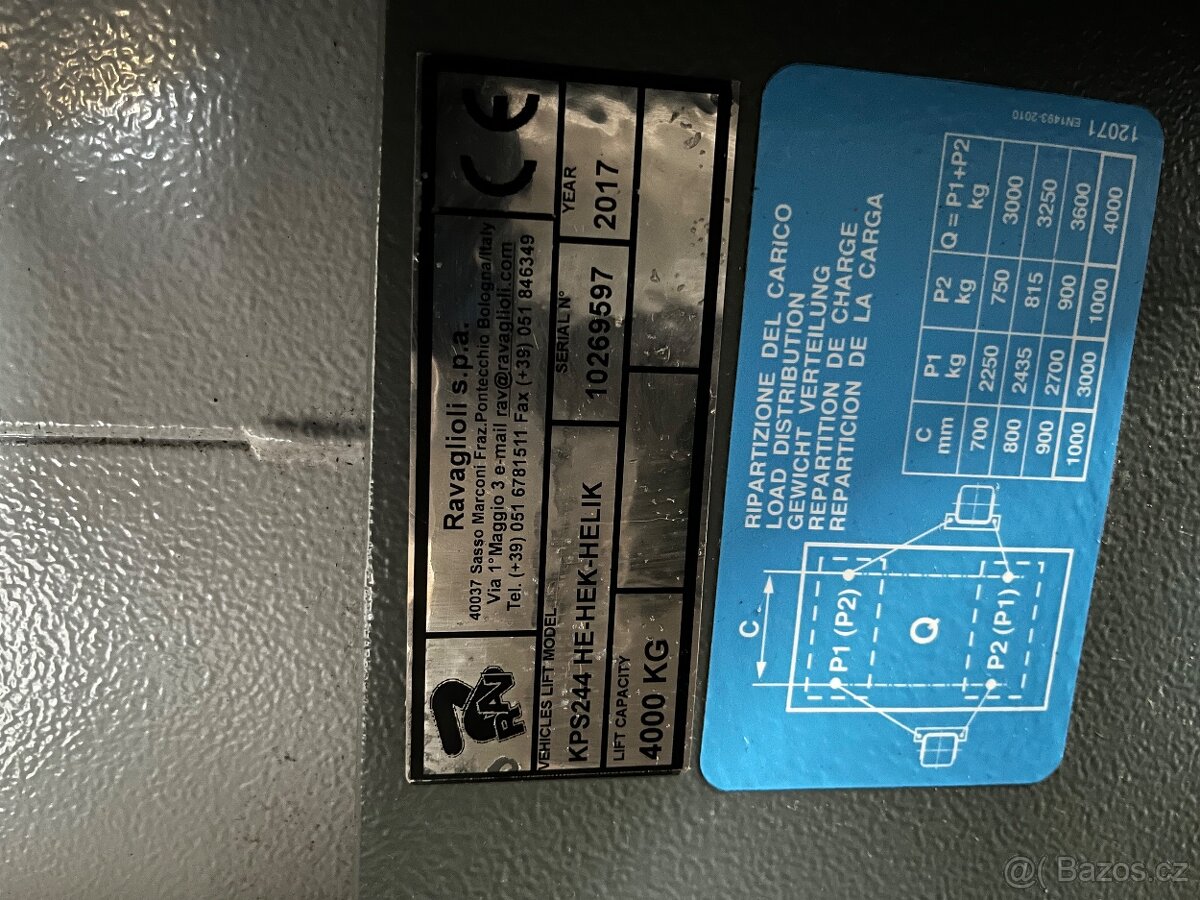 RAV
Ravaglioli s.p.a.
40037 Sasso Marconi Fraz.Pontecchio Bologna/Italy
Via 1° Maggio 3 e-mail rav@ravaglioli.com
Tel. (+39) 051 6781511 Fax (+39) 051 846349
CE
VEHICLES LIFT MODEL
KPS244 HE-HEK-HELIK
SERIAL N°
10269597
YEAR
2017
LIFT CAPACITY
4000 KG
RIPARTIZIONE DEL CARICO
LOAD DISTRIBUTION
GEWICHT VERTEILUNG
REPARTITION DE CHARGE
REPARTICION DE LA CARGA
C
P1 (P2)
Q
P2 (P1)
C mm P1 kg P2 kg Q = P1+P2 kg
700 2250 750 3000
800 2435 815 3250
900 2700 900 3600
1000 3000 1000 4000
12071 EN1493-2010
@( Bazos.cz